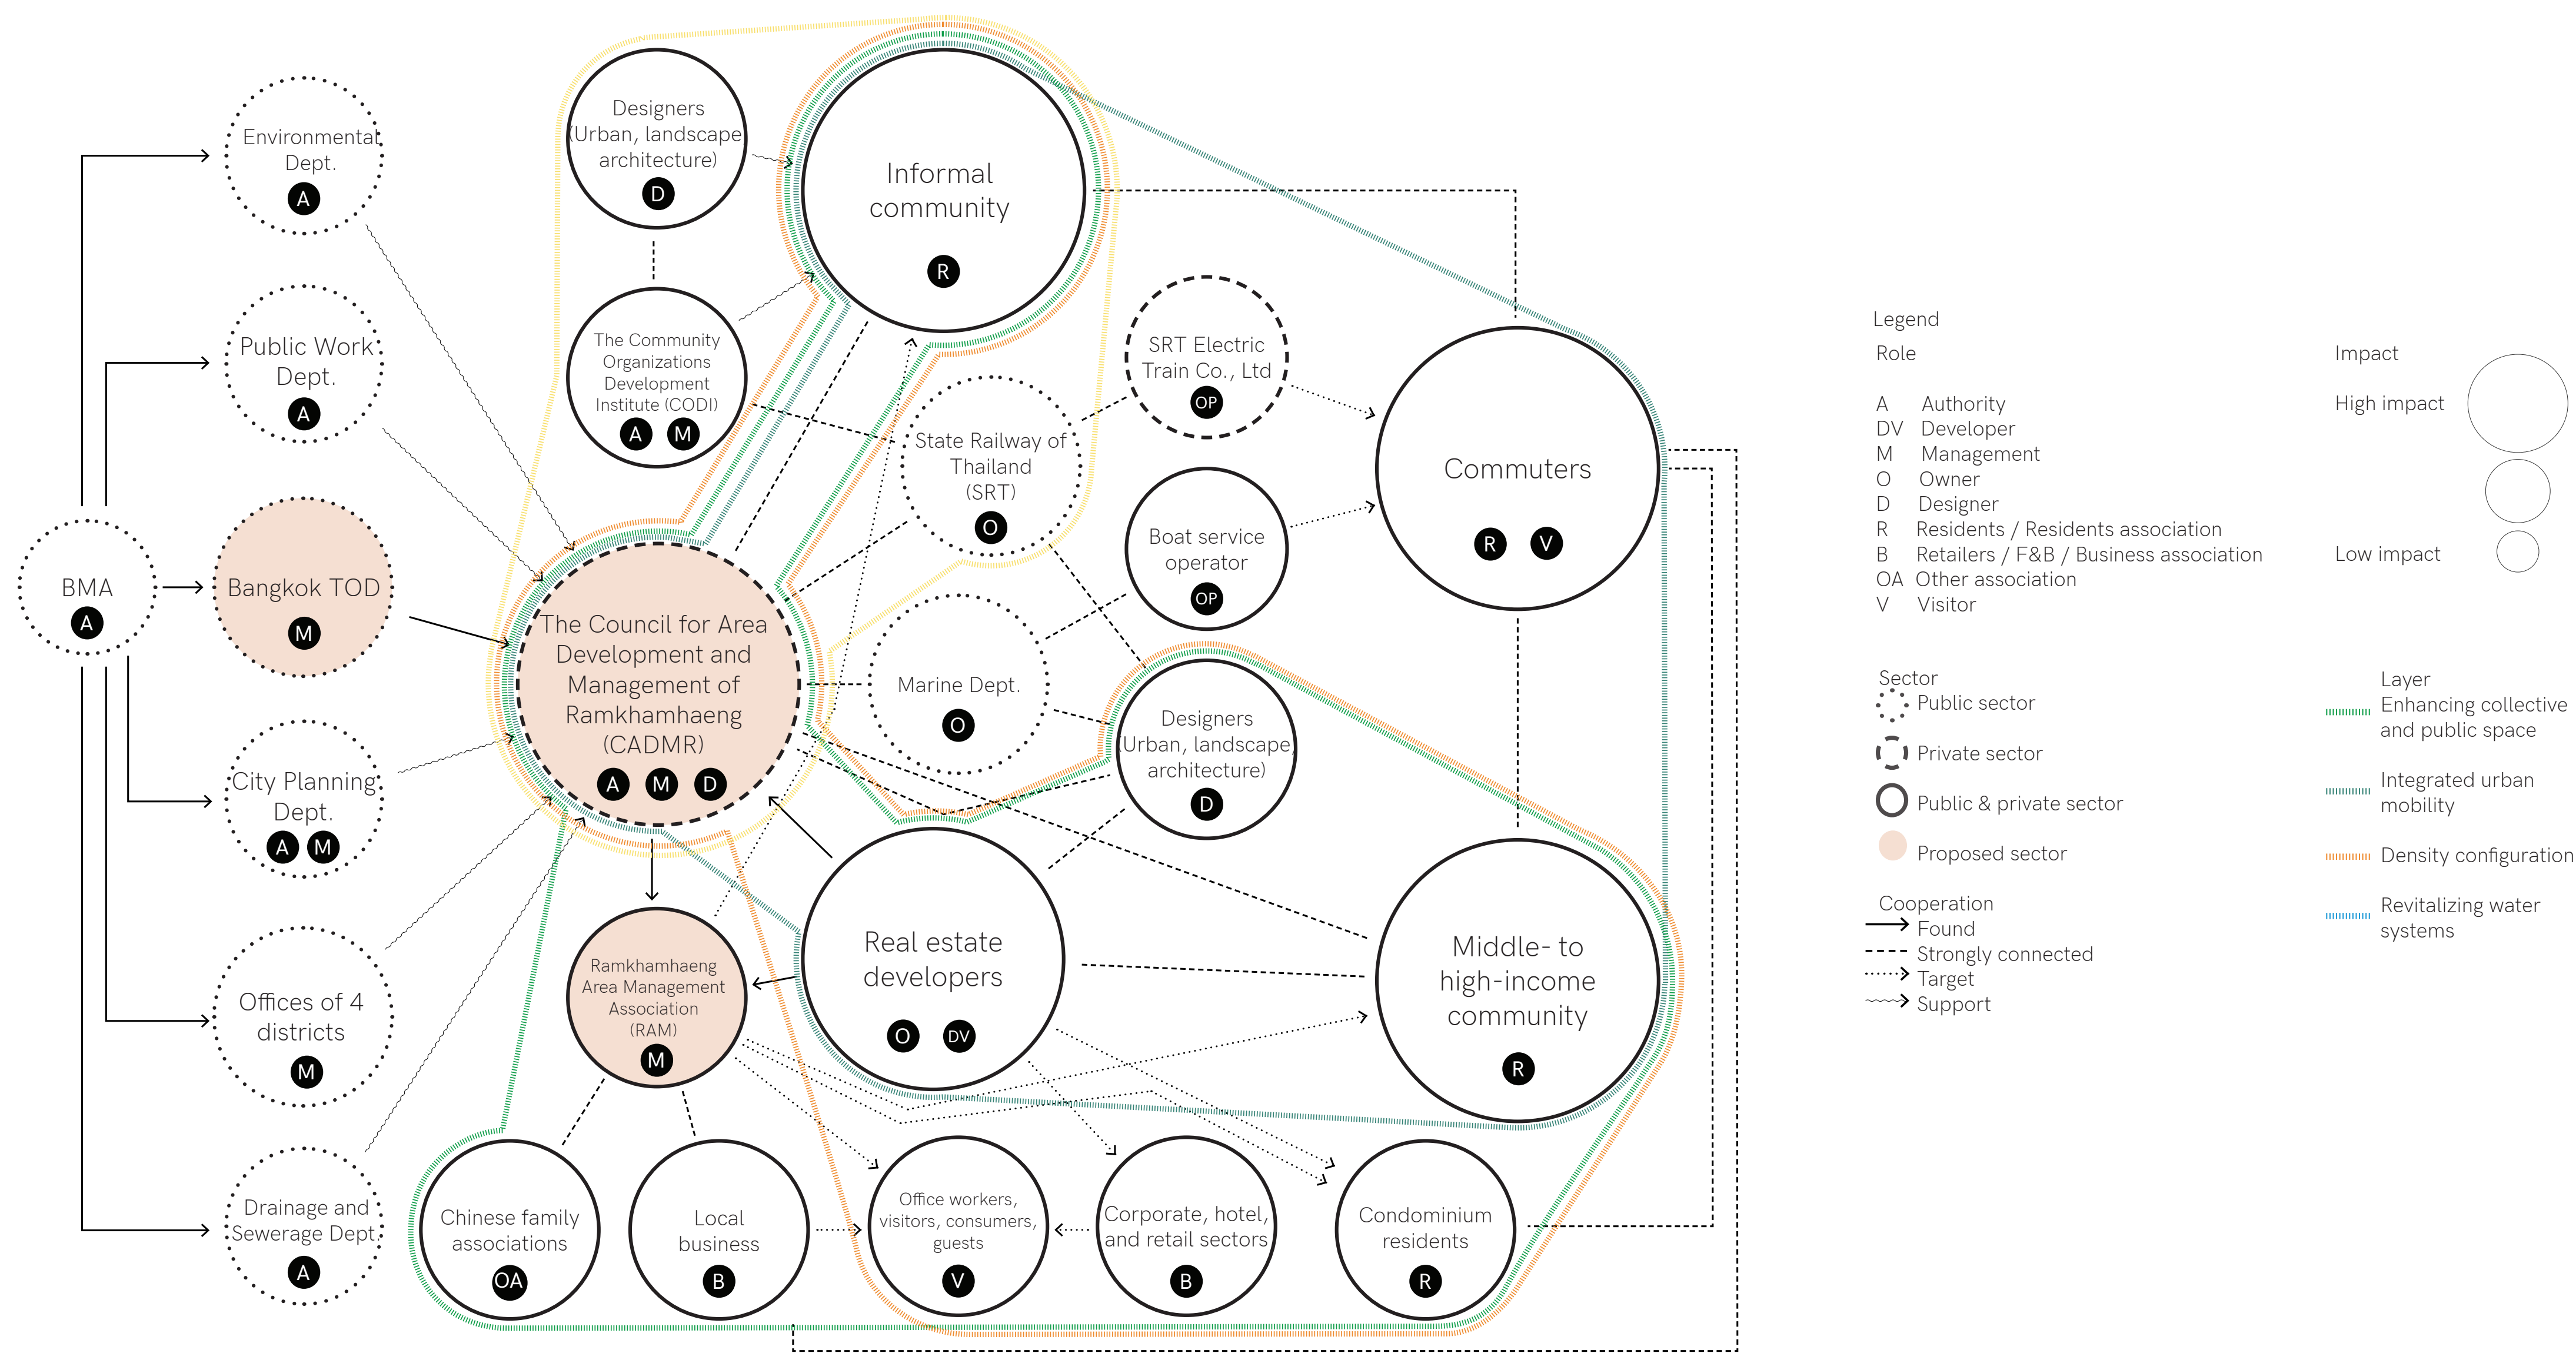 Environmental
Dept.
A
Public Work
Dept.
A
BMA
A
Bangkok TOD
M
City Planning
Dept.
A M
Offices of 4
districts
M
Drainage and
Sewerage Dept.
A
Designers
(Urban, landscape,
architecture)
D
The Community
Organizations
Development
Institute (CODI)
A M
Informal
community
R
State Railway of
Thailand
(SRT)
O
SRT Electric
Train Co., Ltd
OP
Boat service
operator
OP
Commuters
R V
The Council for Area
Development and
Management of
Ramkhamhaeng
(CADMR)
A M D
Marine Dept.
O
Designers
(Urban, landscape,
architecture)
D
Ramkhamhaeng
Area Management
Association
(RAM)
M
Real estate
developers
O DV
Middle- to
high-income
community
R
Chinese family
associations
OA
Local
business
B
Office workers,
visitors, consumers,
guests
V
Corporate, hotel,
and retail sectors
B
Condominium
residents
R
Legend
Role
A Authority
DV Developer
M Management
O Owner
D Designer
R Residents / Residents association
B Retailers / F&B / Business association
OA Other association
V Visitor
Impact
High impact
Low impact
Sector
Public sector
Private sector
Public & private sector
Proposed sector
Cooperation
Found
Strongly connected
Target
Support
Layer
Enhancing collective
and public space
Integrated urban
mobility
Density configuration
Revitalizing water
systems